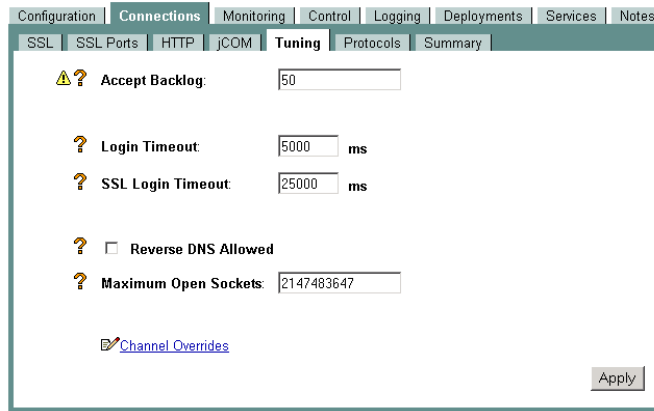 Configuration Connections Monitoring Control Logging Deployments Services Notes
SSL SSL Ports HTTP jCOM Tuning Protocols Summary
? Accept Backlog: 50
? Login Timeout: 5000 ms
? SSL Login Timeout: 25000 ms
? Reverse DNS Allowed
? Maximum Open Sockets: 2147483647
Channel Overrides
Apply